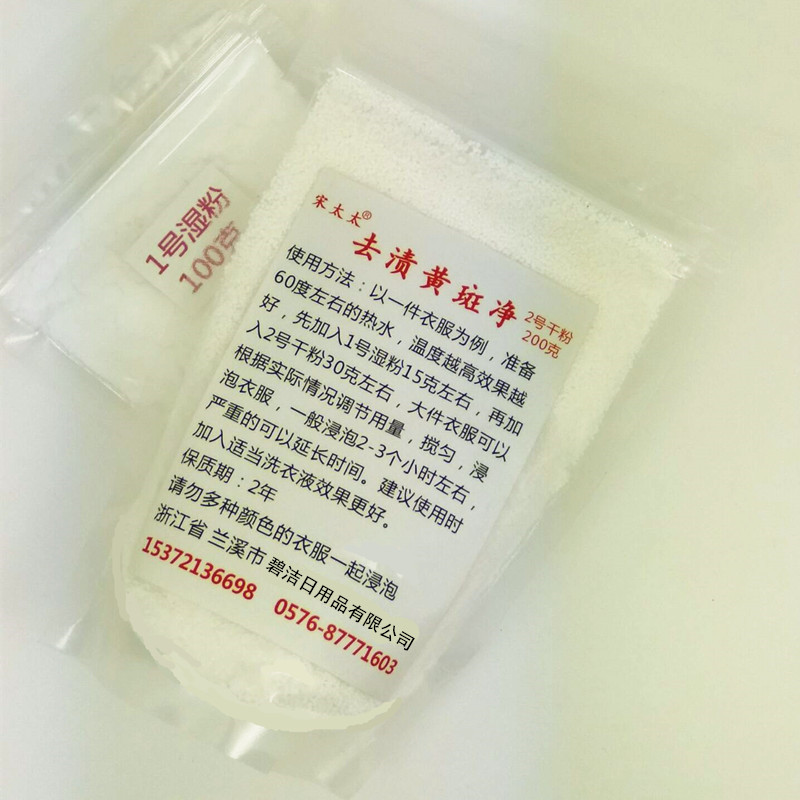 1号湿粉
100克
宋太太®
去渍黄斑净
2号干粉
200克
使用方法：以一件衣服为例，准备
60度左右的热水，温度越高效果越
好，先加入1号湿粉15克左右，再加
入2号干粉30克左右，大件衣服可以
根据实际情况调节用量，搅匀，浸
泡衣服，一般浸泡2-3个小时左右，
严重的可以延长时间。建议使用时
加入适当洗衣液效果更好。
保质期：2年
请勿多种颜色的衣服一起浸泡
浙江省 兰溪市 碧洁日用品有限公司
15372136698 0576-87771603